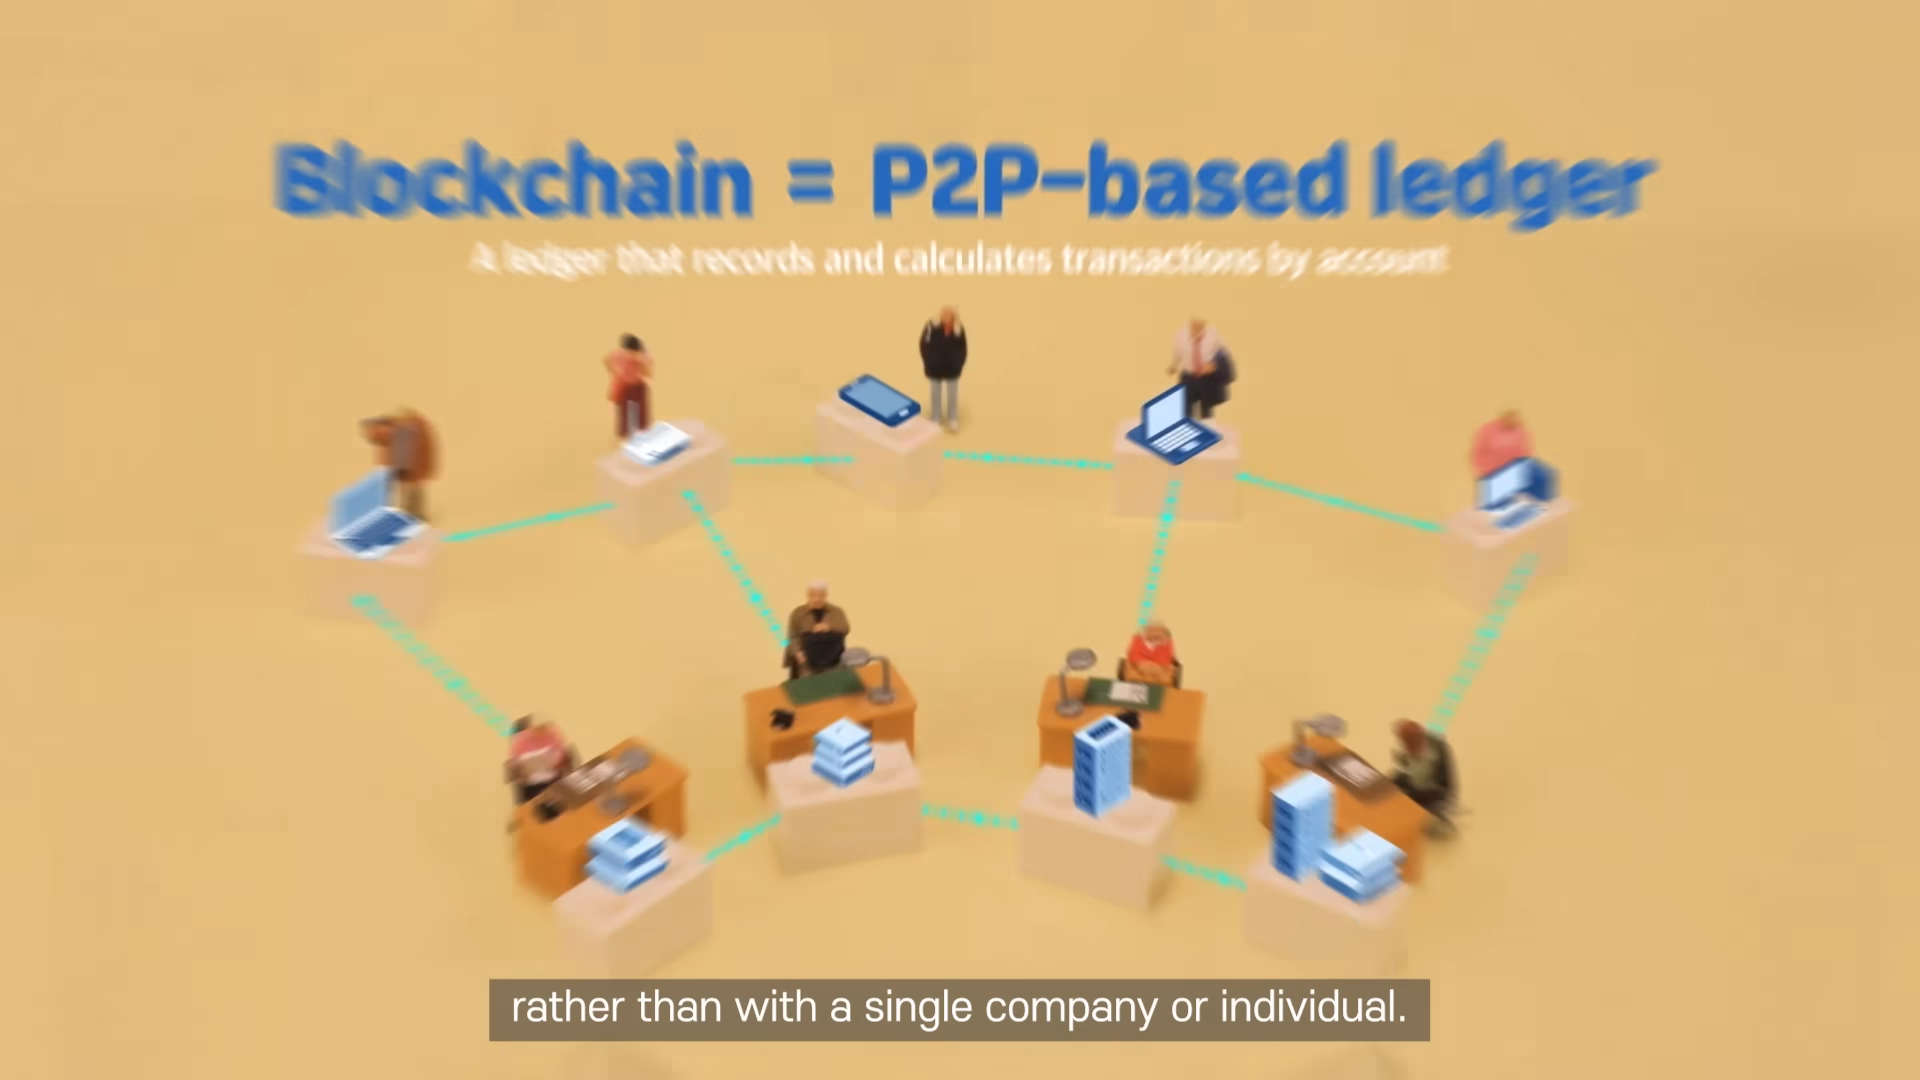 Blockchain = P2P-based ledger
A ledger that records and calculates transactions by account
rather than with a single company or individual.